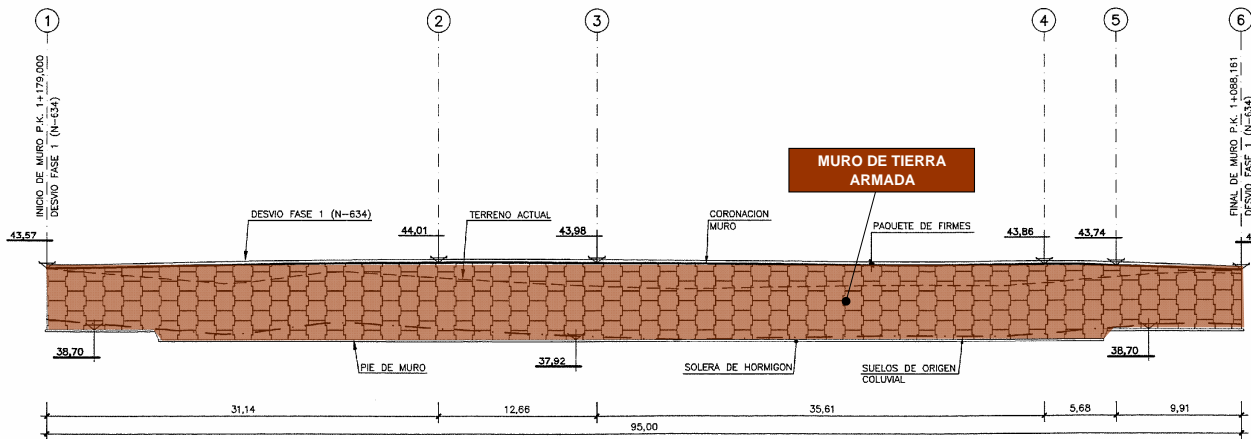 1
2
3
4
5
6
INICIO DE MURO P.K. 1+179,000
DESVIO FASE 1 (N-634)
FINAL DE MURO P.K. 1+088,161
DESVIO FASE 1 (N-634)
MURO DE TIERRA
ARMADA
DESVIO FASE 1 (N-634)
TERRENO ACTUAL
CORONACION
MURO
PAQUETE DE FIRMES
43,57
44,01
43,98
43,86
43,74
4
38,70
37,92
38,70
PIE DE MURO
SOLERA DE HORMIGON
SUELOS DE ORIGEN
COLUVIAL
31,14
12,66
35,61
5,68
9,91
95,00